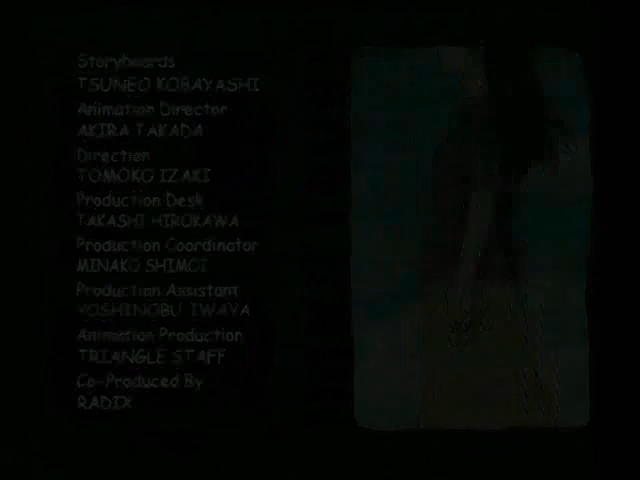 Storyboards
TSUNEO KOBAYASHI
Animation Director
AKIRA TAKADA
Direction
TOMOKO IZAKI
Production Desk
TAKASHI HIROKAWA
Production Coordinator
MINAKO SHIMOI
Production Assistant
YOSHINOBU IWAYA
Animation Production
TRIANGLE STAFF
Co-Produced By
RADIX